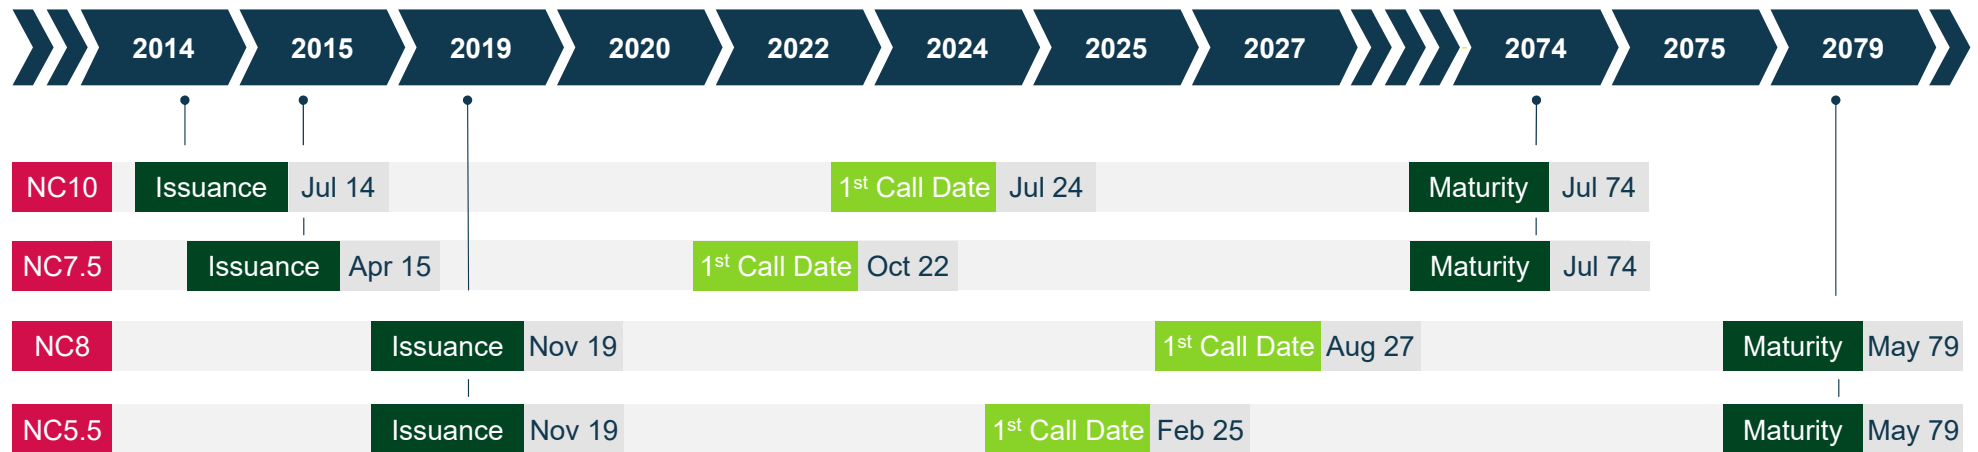 2014 2015 2019 2020 2022 2024 2025 2027 2074 2075 2079
NC10 Issuance Jul 14 1st Call Date Jul 24 Maturity Jul 74
NC7.5 Issuance Apr 15 1st Call Date Oct 22 Maturity Jul 74
NC8 Issuance Nov 19 1st Call Date Aug 27 Maturity May 79
NC5.5 Issuance Nov 19 1st Call Date Feb 25 Maturity May 79